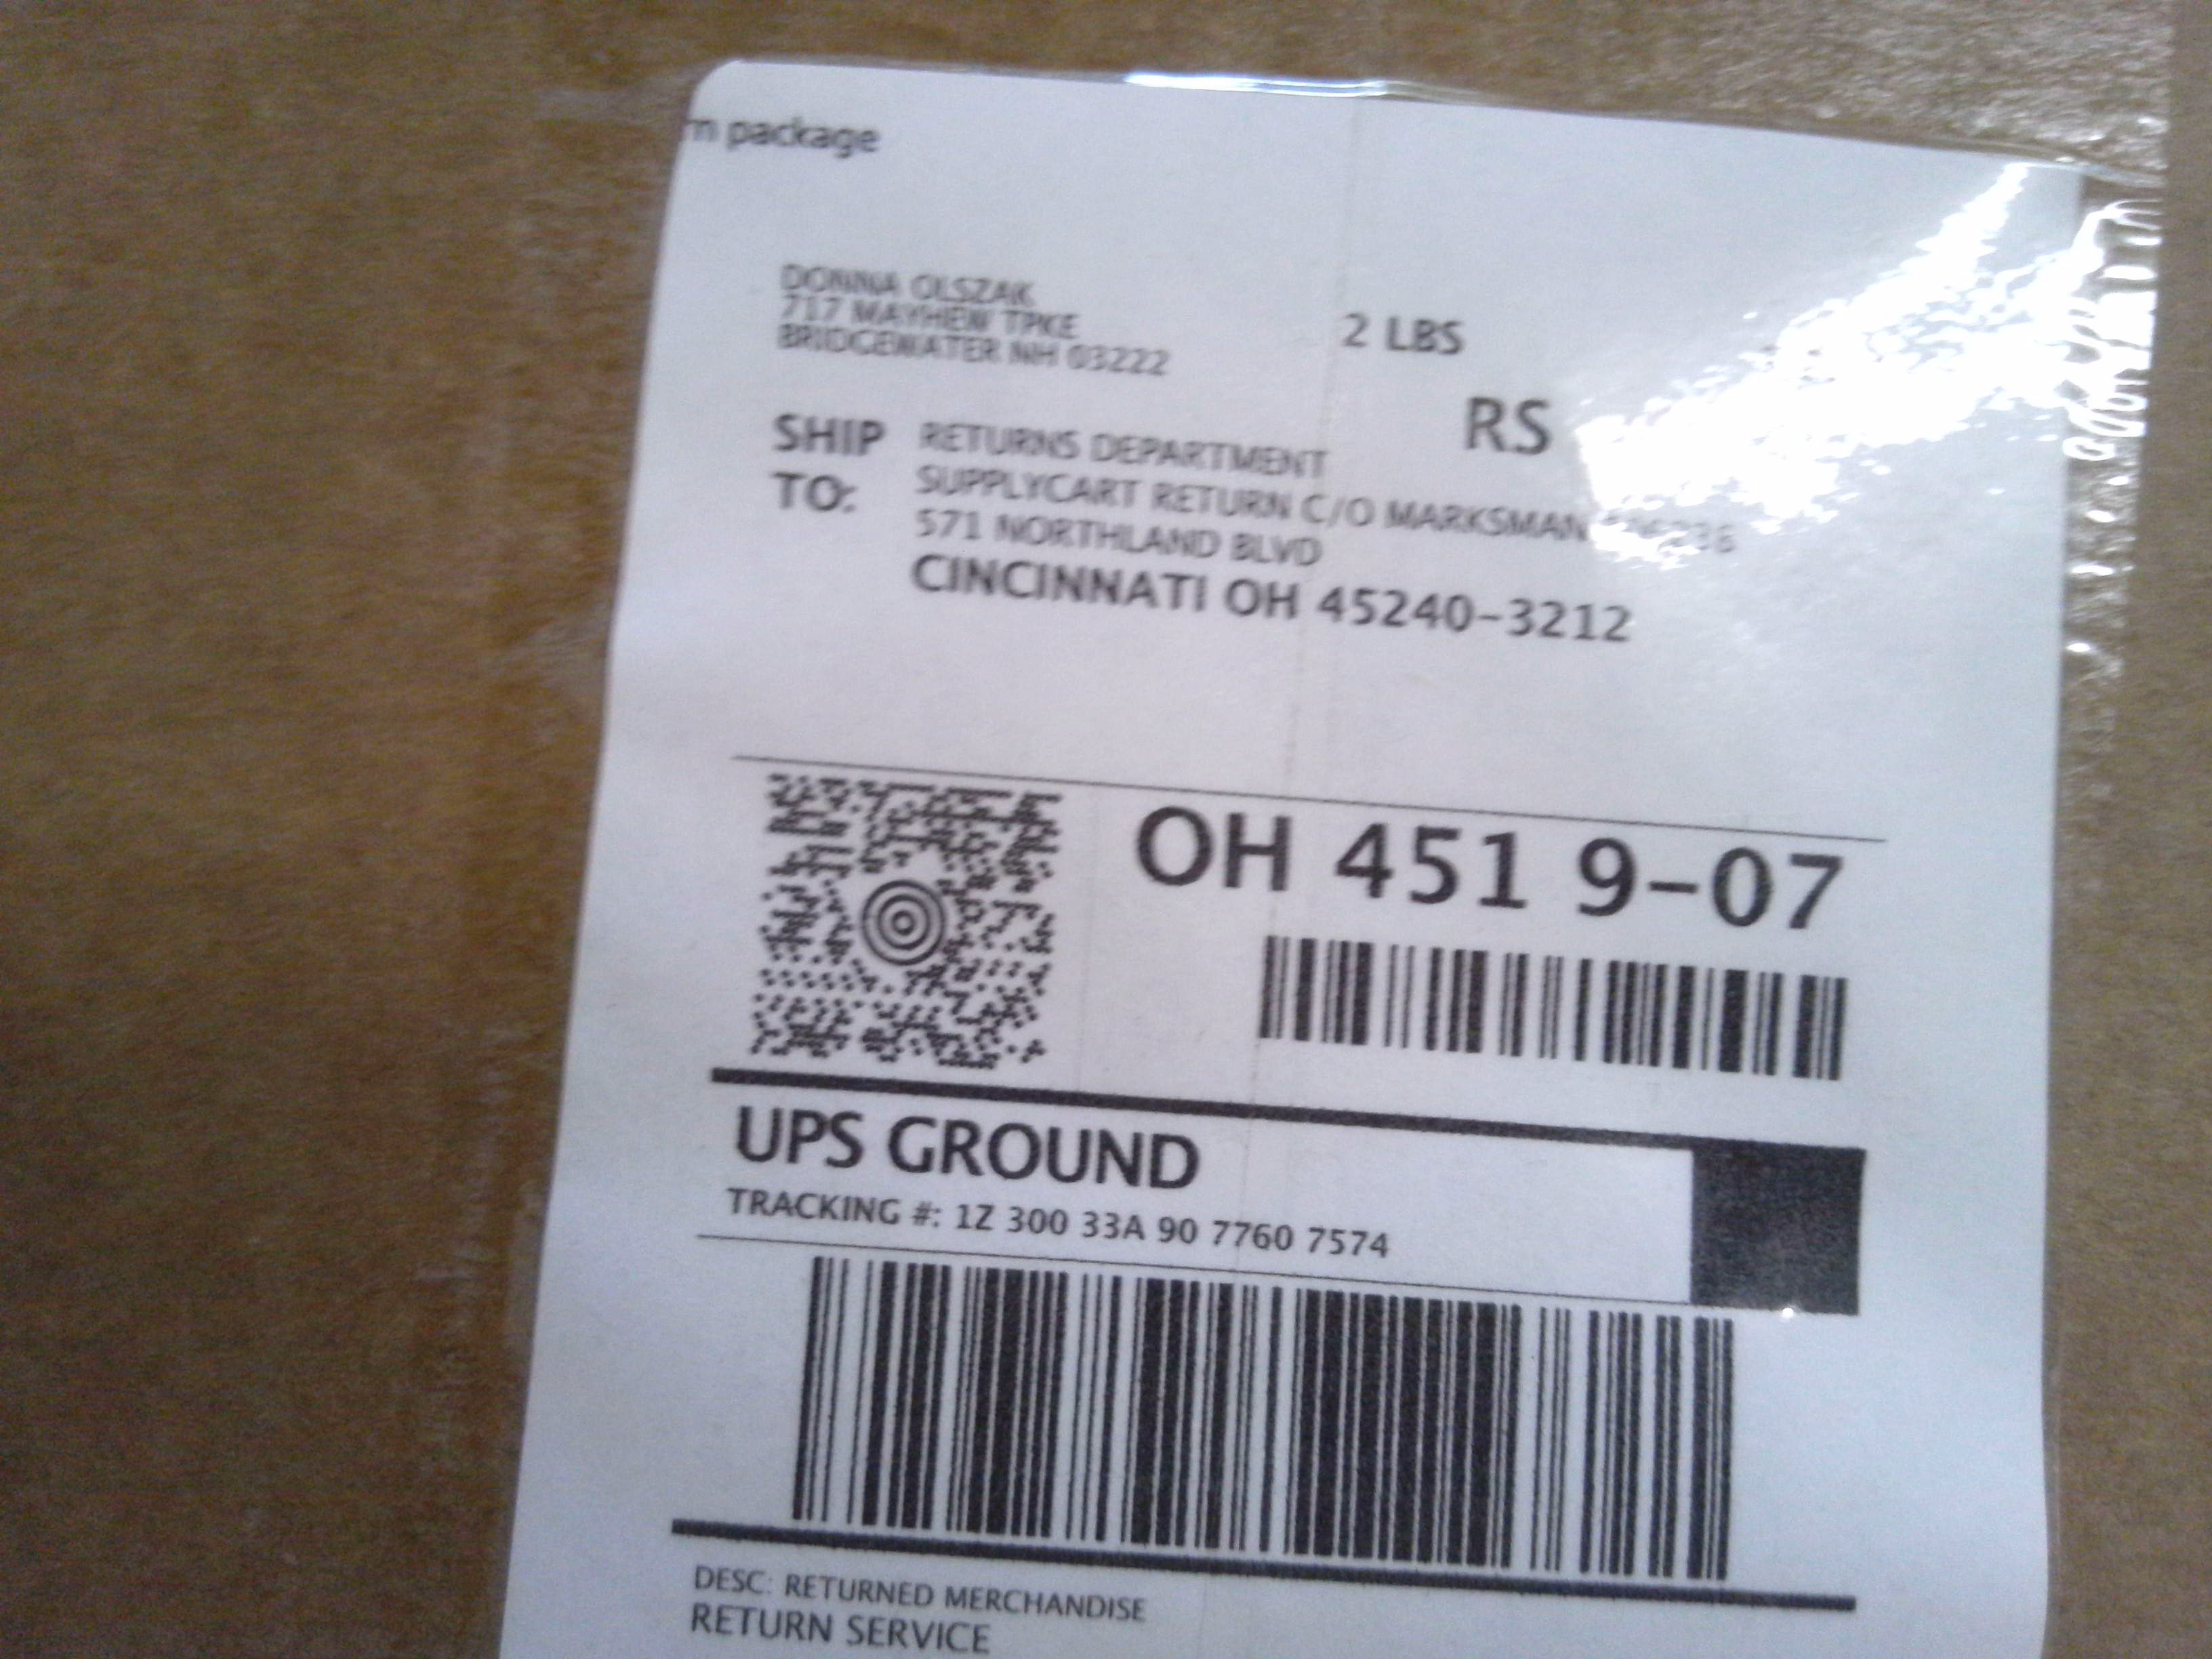 package
DONNA OLSZAK
717 MAYHEW TPKE
BRIDGEWATER NH 03222
2 LBS
RS
SHIP TO:
RETURNS DEPARTMENT
SUPPLYCART RETURN C/O MARKSMAN
571 NORTHLAND BLVD
CINCINNATI OH 45240-3212
OH 451 9-07
UPS GROUND
TRACKING #: 1Z 300 33A 90 7760 7574
DESC: RETURNED MERCHANDISE
RETURN SERVICE